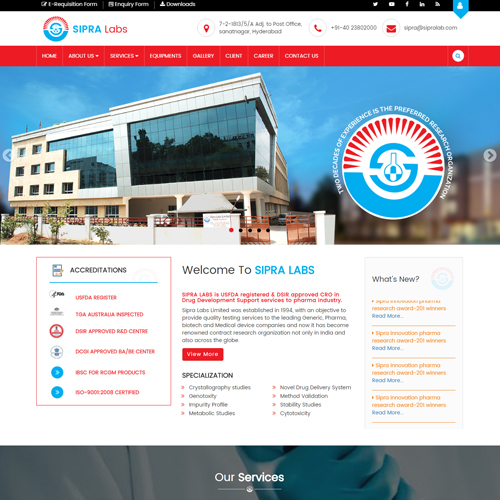 E-Requisition Form Enquiry Form Downloads
SIPRA Labs
7-2-1813/5/A Adj. to Post Office,
sanatnagar, Hyderabad
+91-40 23802000
sipra@sipralab.com
HOME ABOUT US SERVICES EQUIPMENTS GALLERY CLIENT CAREER CONTACT US
TWO DECADES OF EXPERIENCE IS THE PREFERRED RESEARCH ORGANIZATION
ACCREDITATIONS
FDA USFDA REGISTER
TGA AUSTRALIA INSPECTED
DSIR APPROVED R&D CENTRE
DCGI APPROVED BA/BE CENTER
IBSC FOR RCGM PRODUCTS
ISO-9001:2008 CERTIFIED
Welcome To SIPRA LABS
SIPRA LABS is USFDA registered & DSIR approved CRO in
Drug Development Support services to pharma industry.
Sipra Labs Limited was established in 1994, with an objective to
provide quality testing services to the leading Generic, Pharma,
biotech and Medical device companies and now it has become
renowned contract research organization not only in India and
also across the globe
View More
SPECIALIZATION
Crystallography studies
Genotoxity
Impurity Profile
Metabolic Studies
Novel Drug Delivery System
Method Validation
Stability Studies
Cytotoxicity
What's New?
research award-201 winners
Read More...
Sipra innovation pharma
research award-201 winners.
Read More...
Sipra innovation pharma
research award-201 winners
Read More...
Sipra innovation pharma
research award-201 winners
Read More...
Our Services